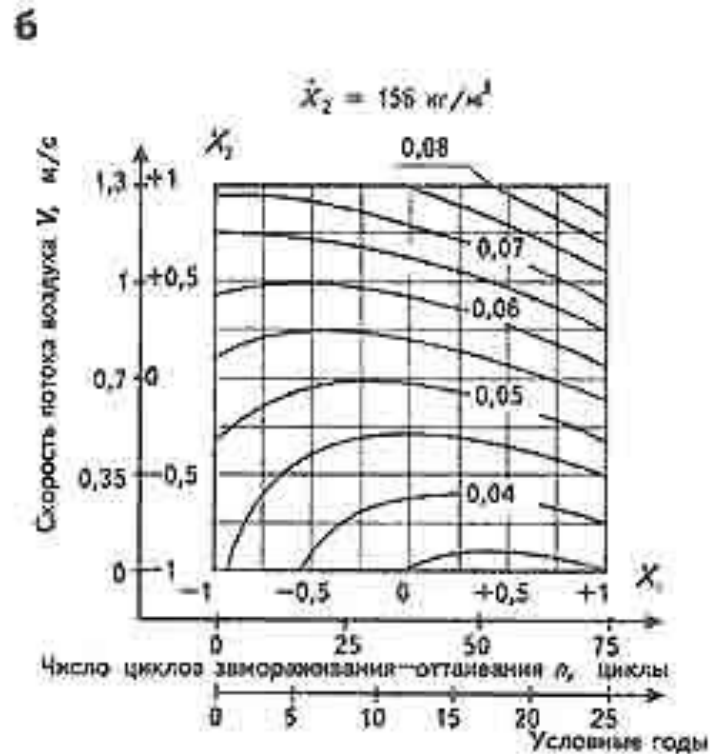 б
X̂₂ = 156 кг/м³
X₃
0,08
1,3 +1
0,07
1 +0,5
0,06
0,7 0
0,05
0,35 −0,5
0,04
0 −1
−1 −0,5 0 +0,5 +1 X₁
Скорость потока воздуха V, м/с
0 25 50 75
Число циклов замораживания—оттаивания n, циклы
0 5 10 15 20 25
Условные годы